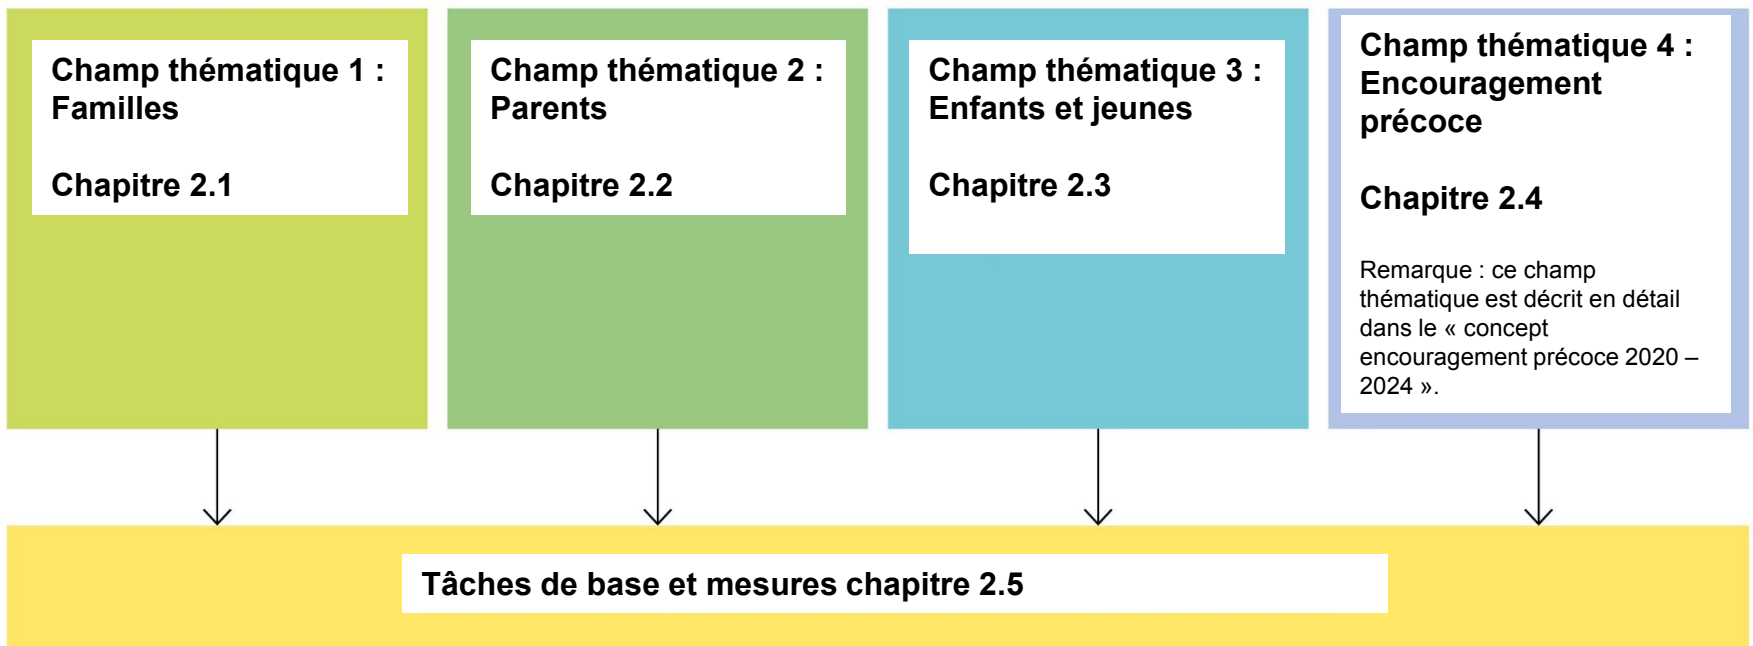 Champ thématique 1 :
Familles
Chapitre 2.1
Champ thématique 2 :
Parents
Chapitre 2.2
Champ thématique 3 :
Enfants et jeunes
Chapitre 2.3
Champ thématique 4 :
Encouragement
précoce
Chapitre 2.4
Remarque : ce champ
thématique est décrit en détail
dans le « concept
encouragement précoce 2020 –
2024 ».
Tâches de base et mesures chapitre 2.5